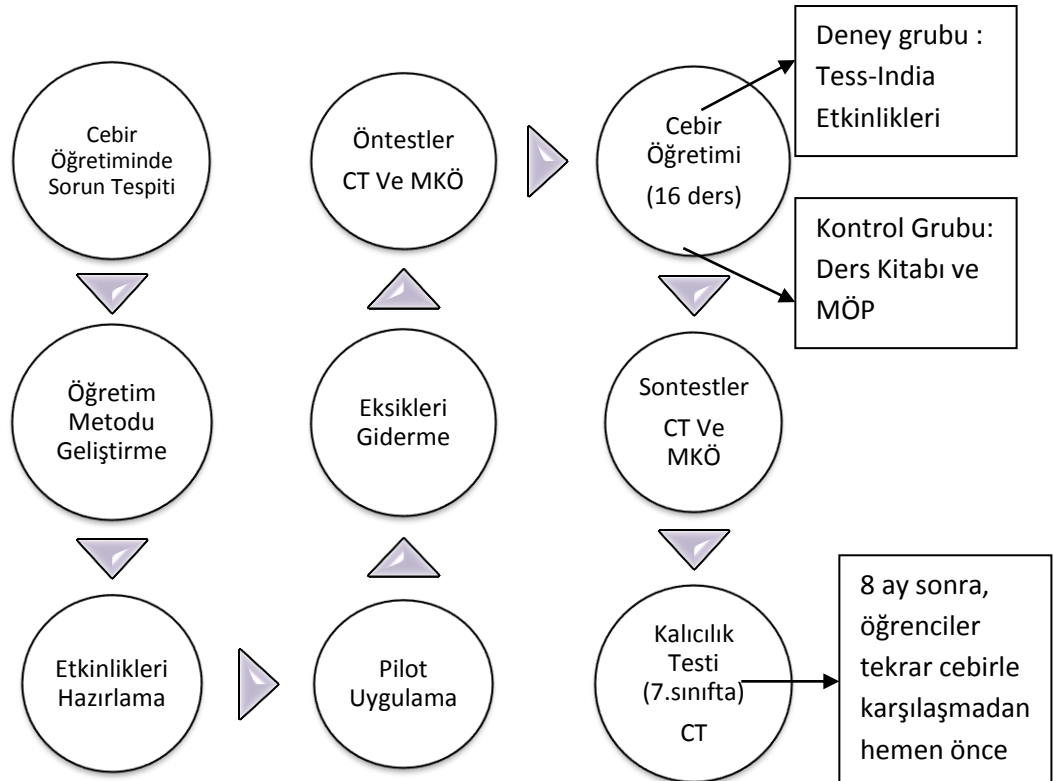 Cebir
Öğretiminde
Sorun Tespiti
Öğretim
Metodu
Geliştirme
Etkinlikleri
Hazırlama
Pilot
Uygulama
Eksikleri
Giderme
Öntestler
CT Ve MKÖ
Cebir
Öğretimi
(16 ders)
Deney grubu :
Tess-India
Etkinlikleri
Kontrol Grubu:
Ders Kitabı ve
MÖP
Sontestler
CT Ve
MKÖ
Kalıcılık
Testi
(7.sınıfta)
CT
8 ay sonra,
öğrenciler
tekrar cebirle
karşılaşmadan
hemen önce